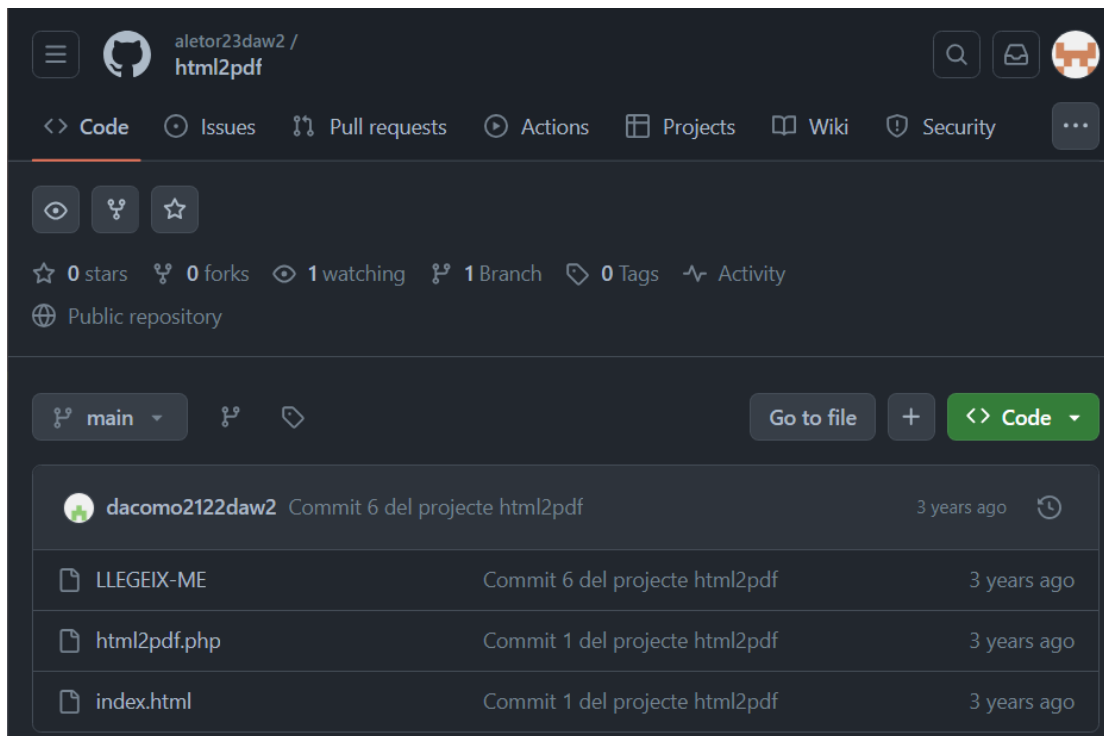 aletor23daw2 /
html2pdf
Code Issues Pull requests Actions Projects Wiki Security
0 stars 0 forks 1 watching 1 Branch 0 Tags Activity
Public repository
main Go to file Code
dacomo2122daw2 Commit 6 del projecte html2pdf 3 years ago
LLEGEIX-ME Commit 6 del projecte html2pdf 3 years ago
html2pdf.php Commit 1 del projecte html2pdf 3 years ago
index.html Commit 1 del projecte html2pdf 3 years ago